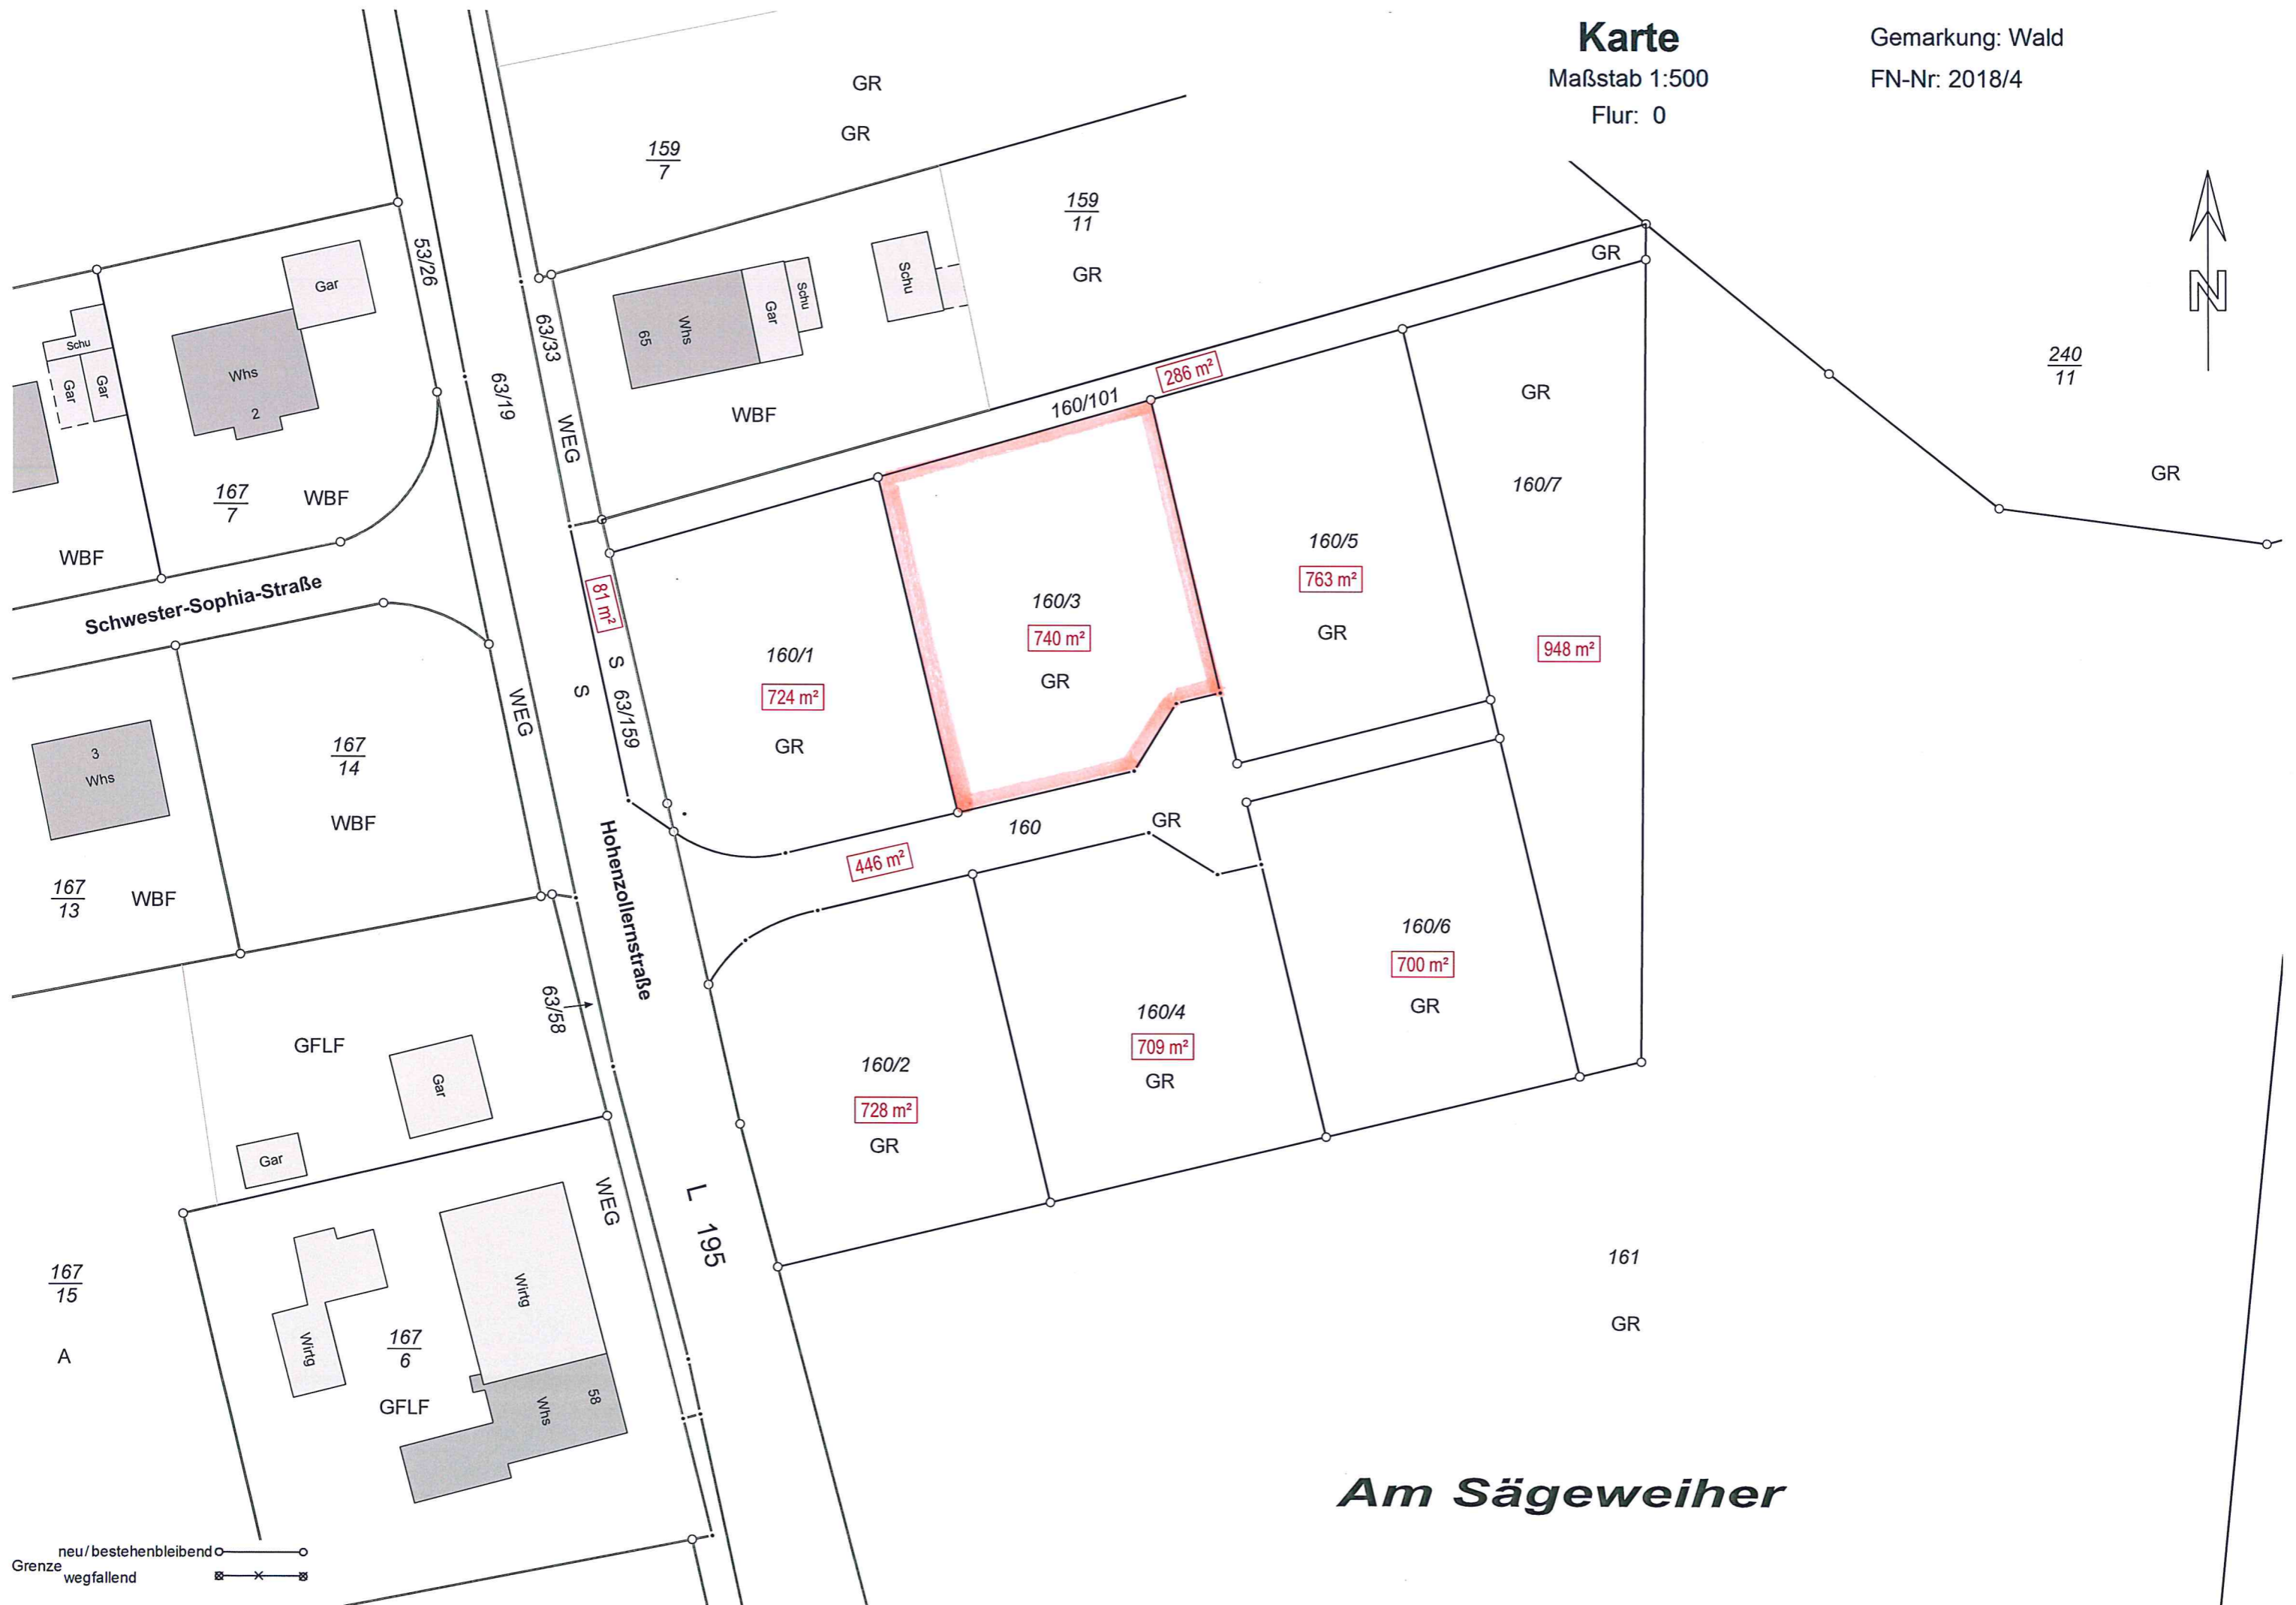 Karte
Maßstab 1:500
Flur: 0
Gemarkung: Wald
FN-Nr: 2018/4
N
GR
GR
159
7
159
11
GR
GR
240
11
GR
53/26
63/19
63/33
WEG
Gar
Whs
2
Schu
Gar
Gar
167
7
WBF
WBF
65
Whs
Gar
Schu
Schu
WBF
160/101
286 m²
GR
160/7
948 m²
160/5
763 m²
GR
160/3
740 m²
GR
160/1
724 m²
GR
81 m²
S
S
63/159
Schwester-Sophia-Straße
WEG
3
Whs
167
14
WBF
167
13
WBF
Hohenzollernstraße
160
GR
446 m²
160/6
700 m²
GR
160/4
709 m²
GR
160/2
728 m²
GR
63/58
GFLF
Gar
Gar
WEG
L 195
161
GR
167
15
A
Wirtg
Wirtg
167
6
GFLF
Whs
58
Am Sägeweiher
Grenze
neu/bestehenbleibend
wegfallend